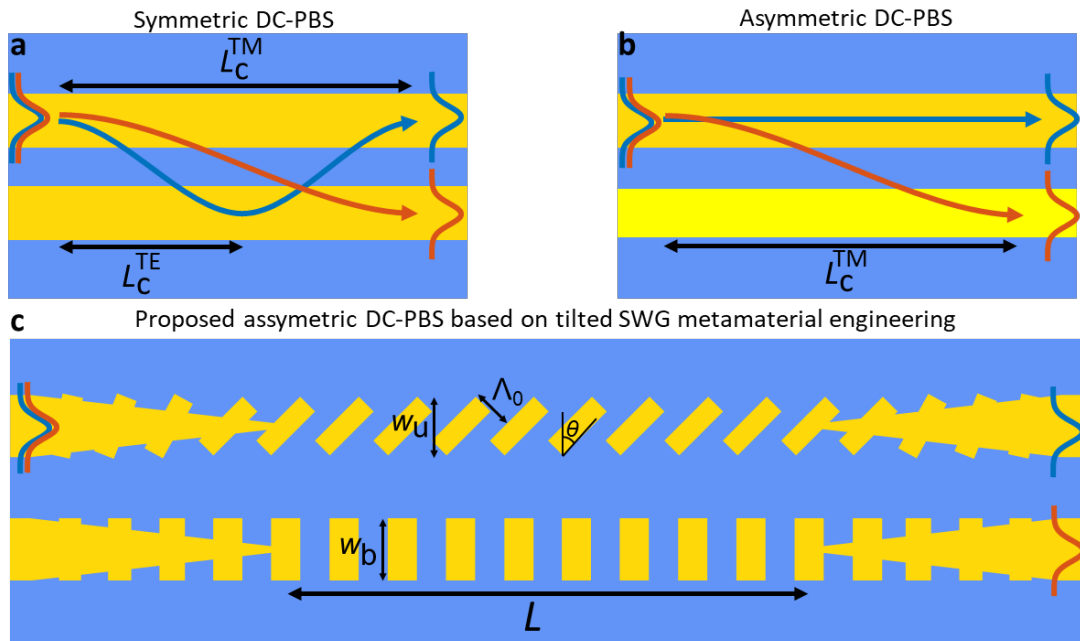 Symmetric DC-PBS
Asymmetric DC-PBS
a
L_c^TM
L_c^TE
b
L_c^TM
c Proposed assymetric DC-PBS based on tilted SWG metamaterial engineering
Λ₀
w_u
θ
w_b
L